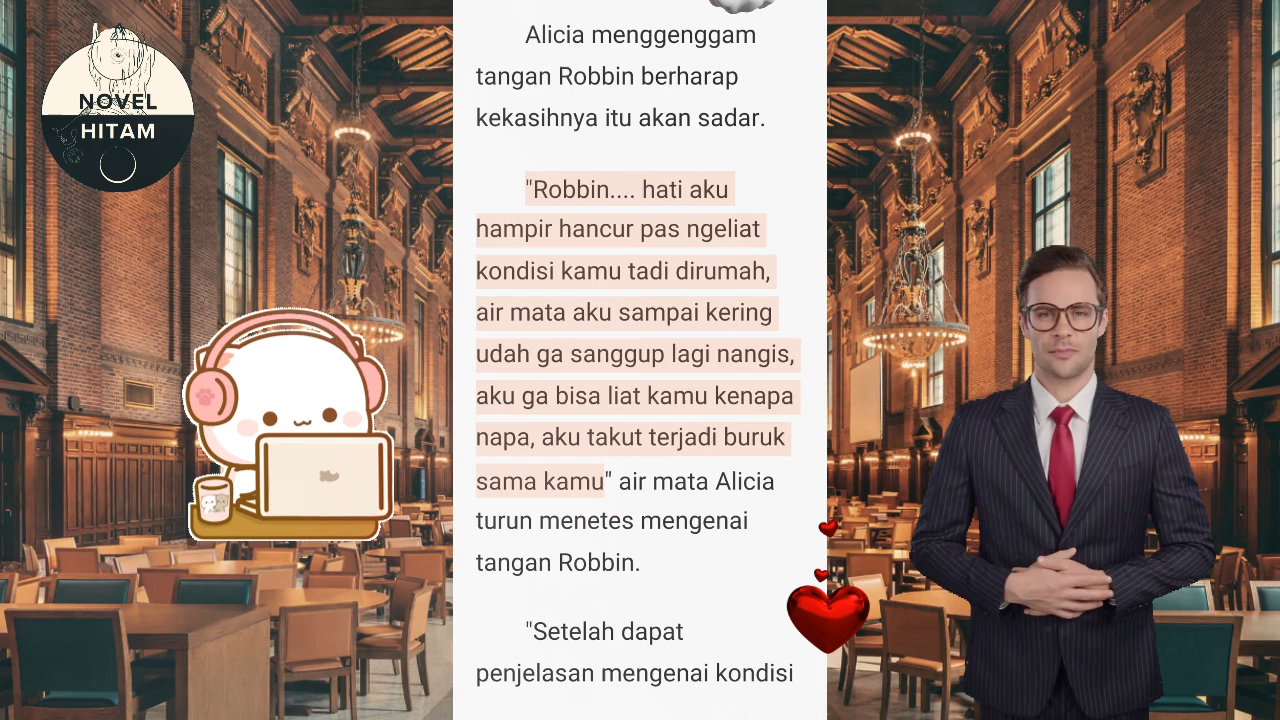 NOVEL
HITAM
Alicia menggenggam
tangan Robbin berharap
kekasihnya itu akan sadar.
"Robbin.... hati aku
hampir hancur pas ngeliat
kondisi kamu tadi dirumah,
air mata aku sampai kering
udah ga sanggup lagi nangis,
aku ga bisa liat kamu kenapa
napa, aku takut terjadi buruk
sama kamu" air mata Alicia
turun menetes mengenai
tangan Robbin.
"Setelah dapat
penjelasan mengenai kondisi